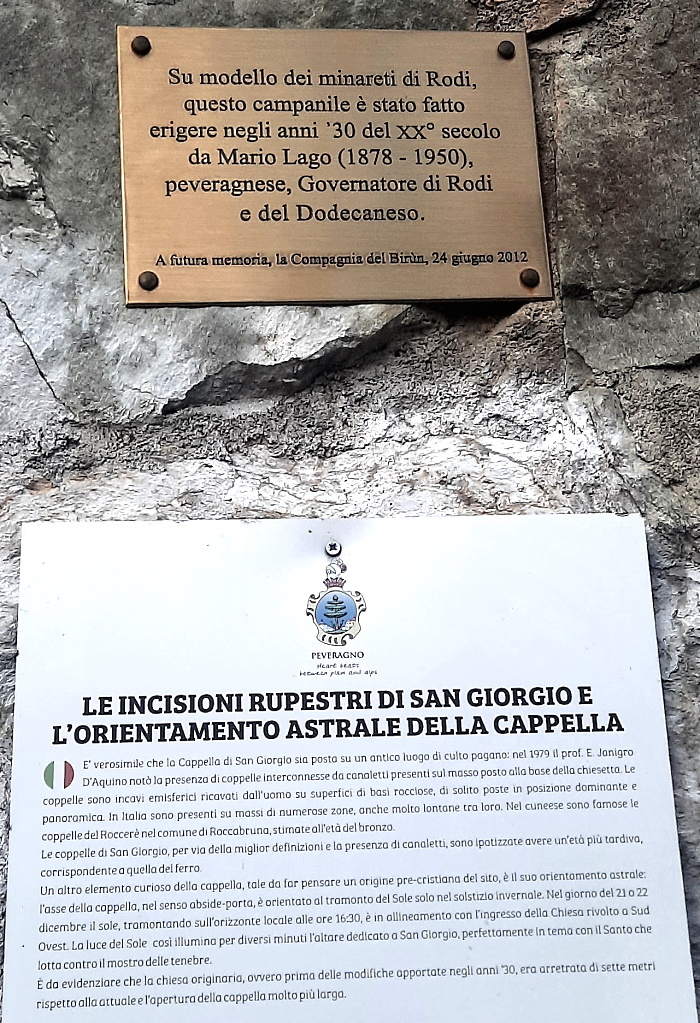 Su modello dei minareti di Rodi,
questo campanile è stato fatto
erigere negli anni '30 del XX° secolo
da Mario Lago (1878 - 1950),
peveragnese, Governatore di Rodi
e del Dodecaneso.
A futura memoria, la Compagnia del Birùn, 24 giugno 2012
PEVERAGNO
Heart beats
between plain and alps
LE INCISIONI RUPESTRI DI SAN GIORGIO E
L'ORIENTAMENTO ASTRALE DELLA CAPPELLA
E' verosimile che la Cappella di San Giorgio sia posta su un antico luogo di culto pagano: nel 1979 il prof. E. Janigro
D'Aquino notò la presenza di coppelle interconnesse da canaletti presenti sul masso posto alla base della chiesetta. Le
coppelle sono incavi emisferici ricavati dall'uomo su superfici di basi rocciose, di solito poste in posizione dominante e
panoramica. In Italia sono presenti su massi di numerose zone, anche molto lontane tra loro. Nel cuneese sono famose le
coppelle del Roccerè nel comune di Roccabruna, stimate all'età del bronzo.
Le coppelle di San Giorgio, per via della miglior definizioni e la presenza di canaletti, sono ipotizzate avere un'età più tardiva,
corrispondente a quella del ferro.
Un altro elemento curioso della cappella, tale da far pensare un origine pre-cristiana del sito, è il suo orientamento astrale:
l'asse della cappella, nel senso abside-porta, è orientato al tramonto del Sole solo nel solstizio invernale. Nel giorno del 21 o 22
dicembre il sole, tramontando sull'orizzonte locale alle ore 16:30, è in allineamento con l'ingresso della Chiesa rivolto a Sud
Ovest. La luce del Sole così illumina per diversi minuti l'altare dedicato a San Giorgio, perfettamente in tema con il Santo che
lotta contro il mostro delle tenebre.
È da evidenziare che la chiesa originaria, ovvero prima delle modifiche apportate negli anni '30, era arretrata di sette metri
rispetto alla attuale e l'apertura della cappella molto più larga.